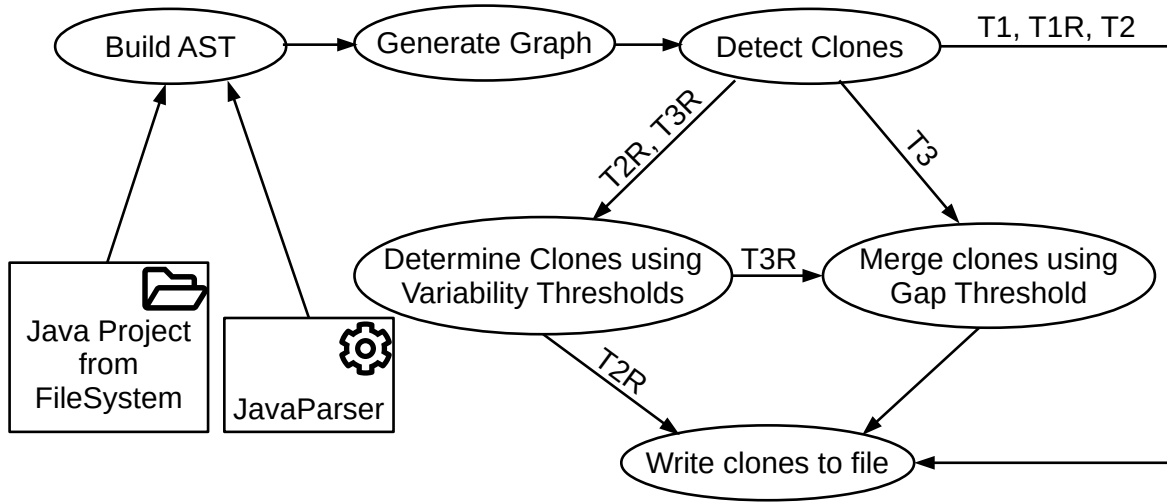 Build AST
Generate Graph
Detect Clones
T1, T1R, T2
T2R, T3R
T3
Determine Clones using
Variability Thresholds
T3R
Merge clones using
Gap Threshold
Java Project
from
FileSystem
JavaParser
T2R
Write clones to file